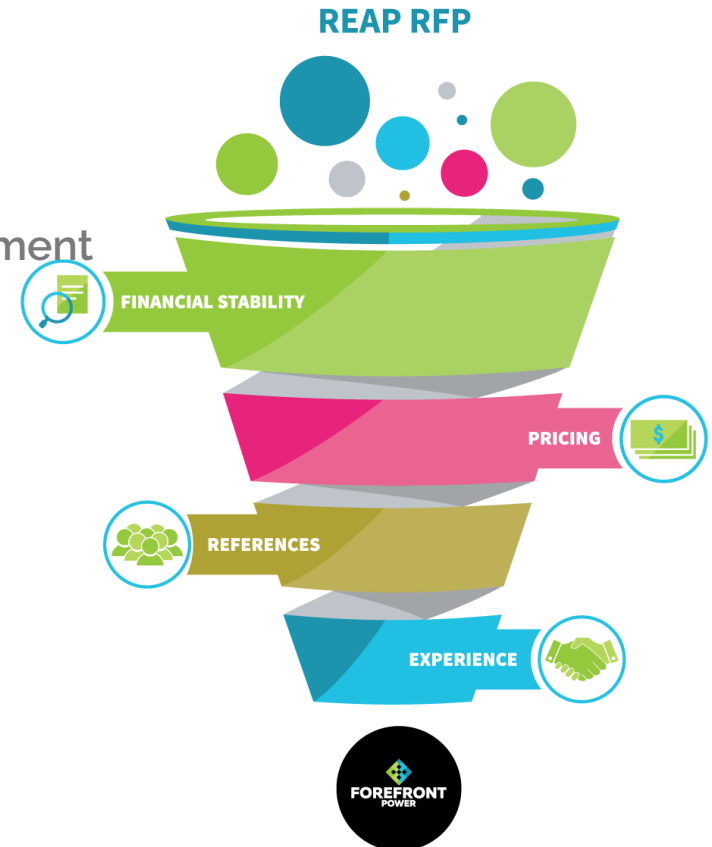 REAP RFP
ment
FINANCIAL STABILITY
$
PRICING
REFERENCES
EXPERIENCE
FOREFRONT
POWER